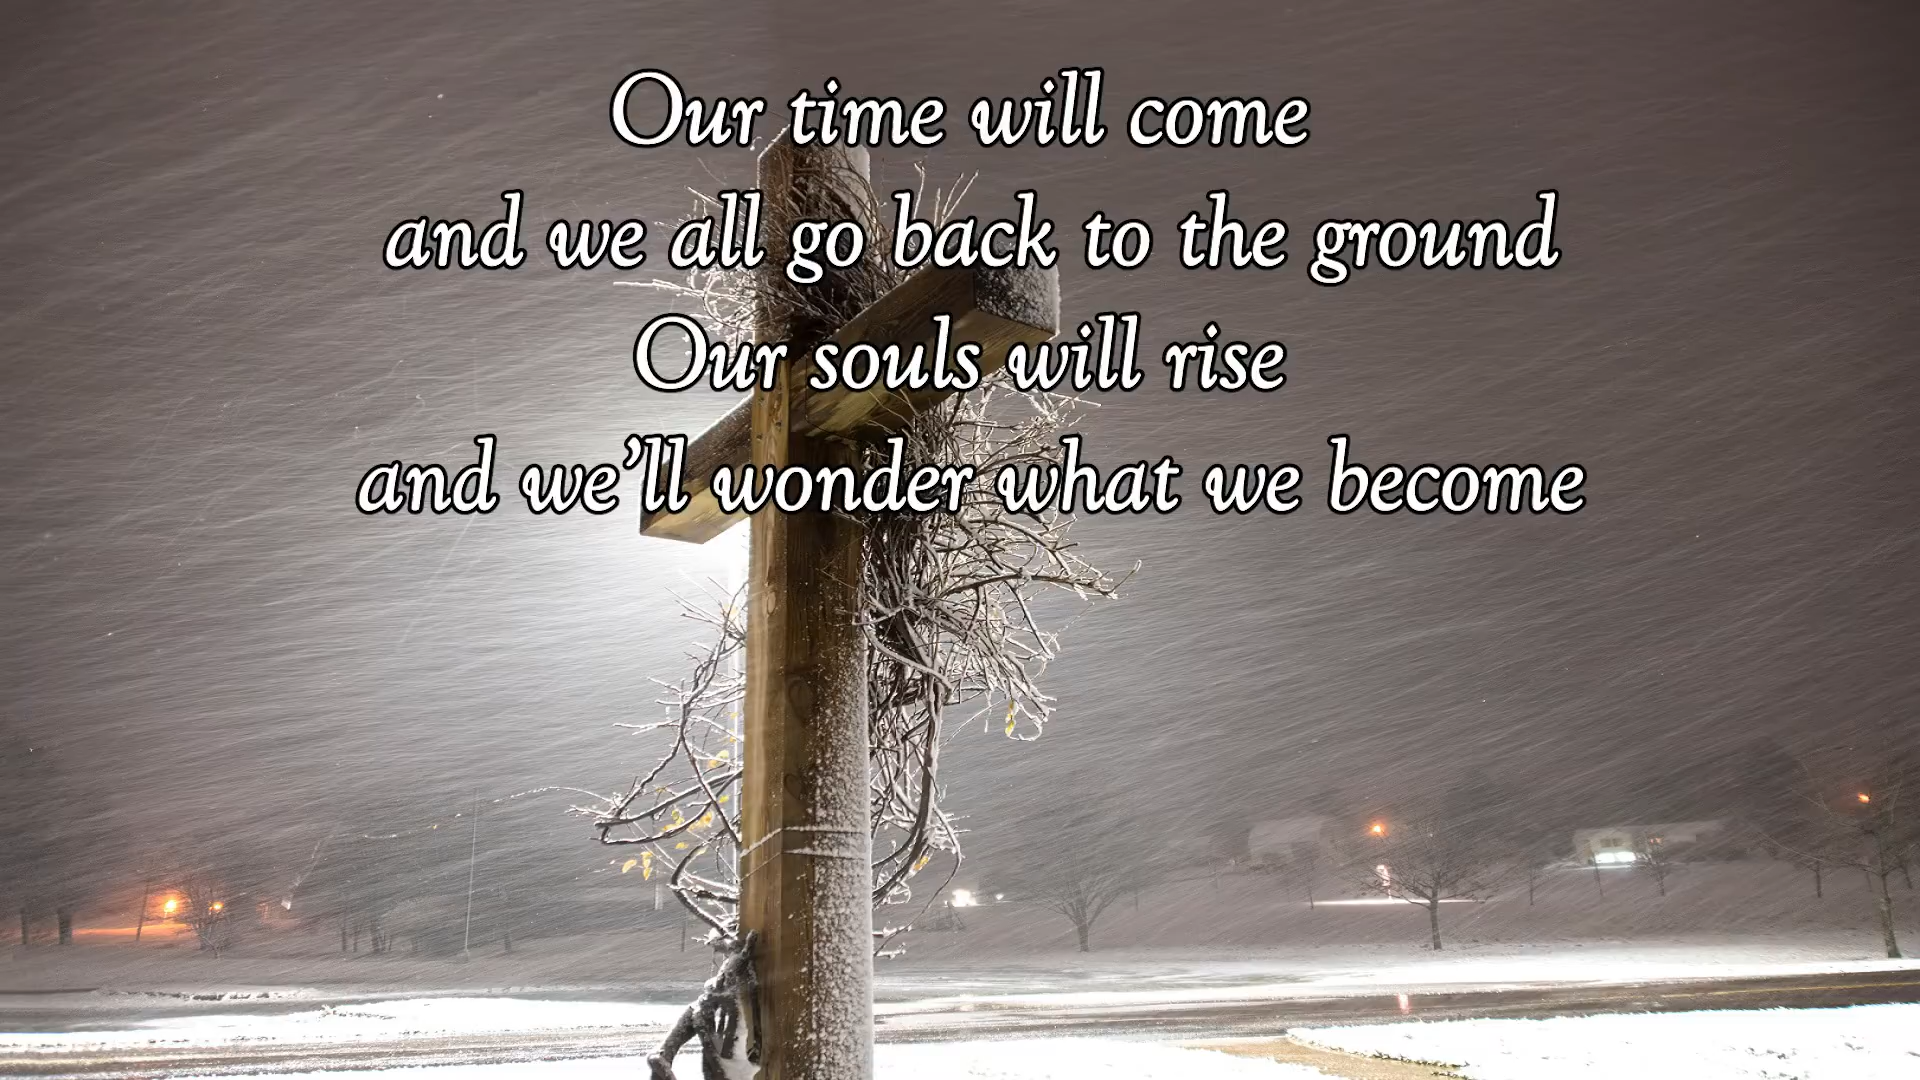 Our time will come
and we all go back to the ground
Our souls will rise
and we’ll wonder what we become